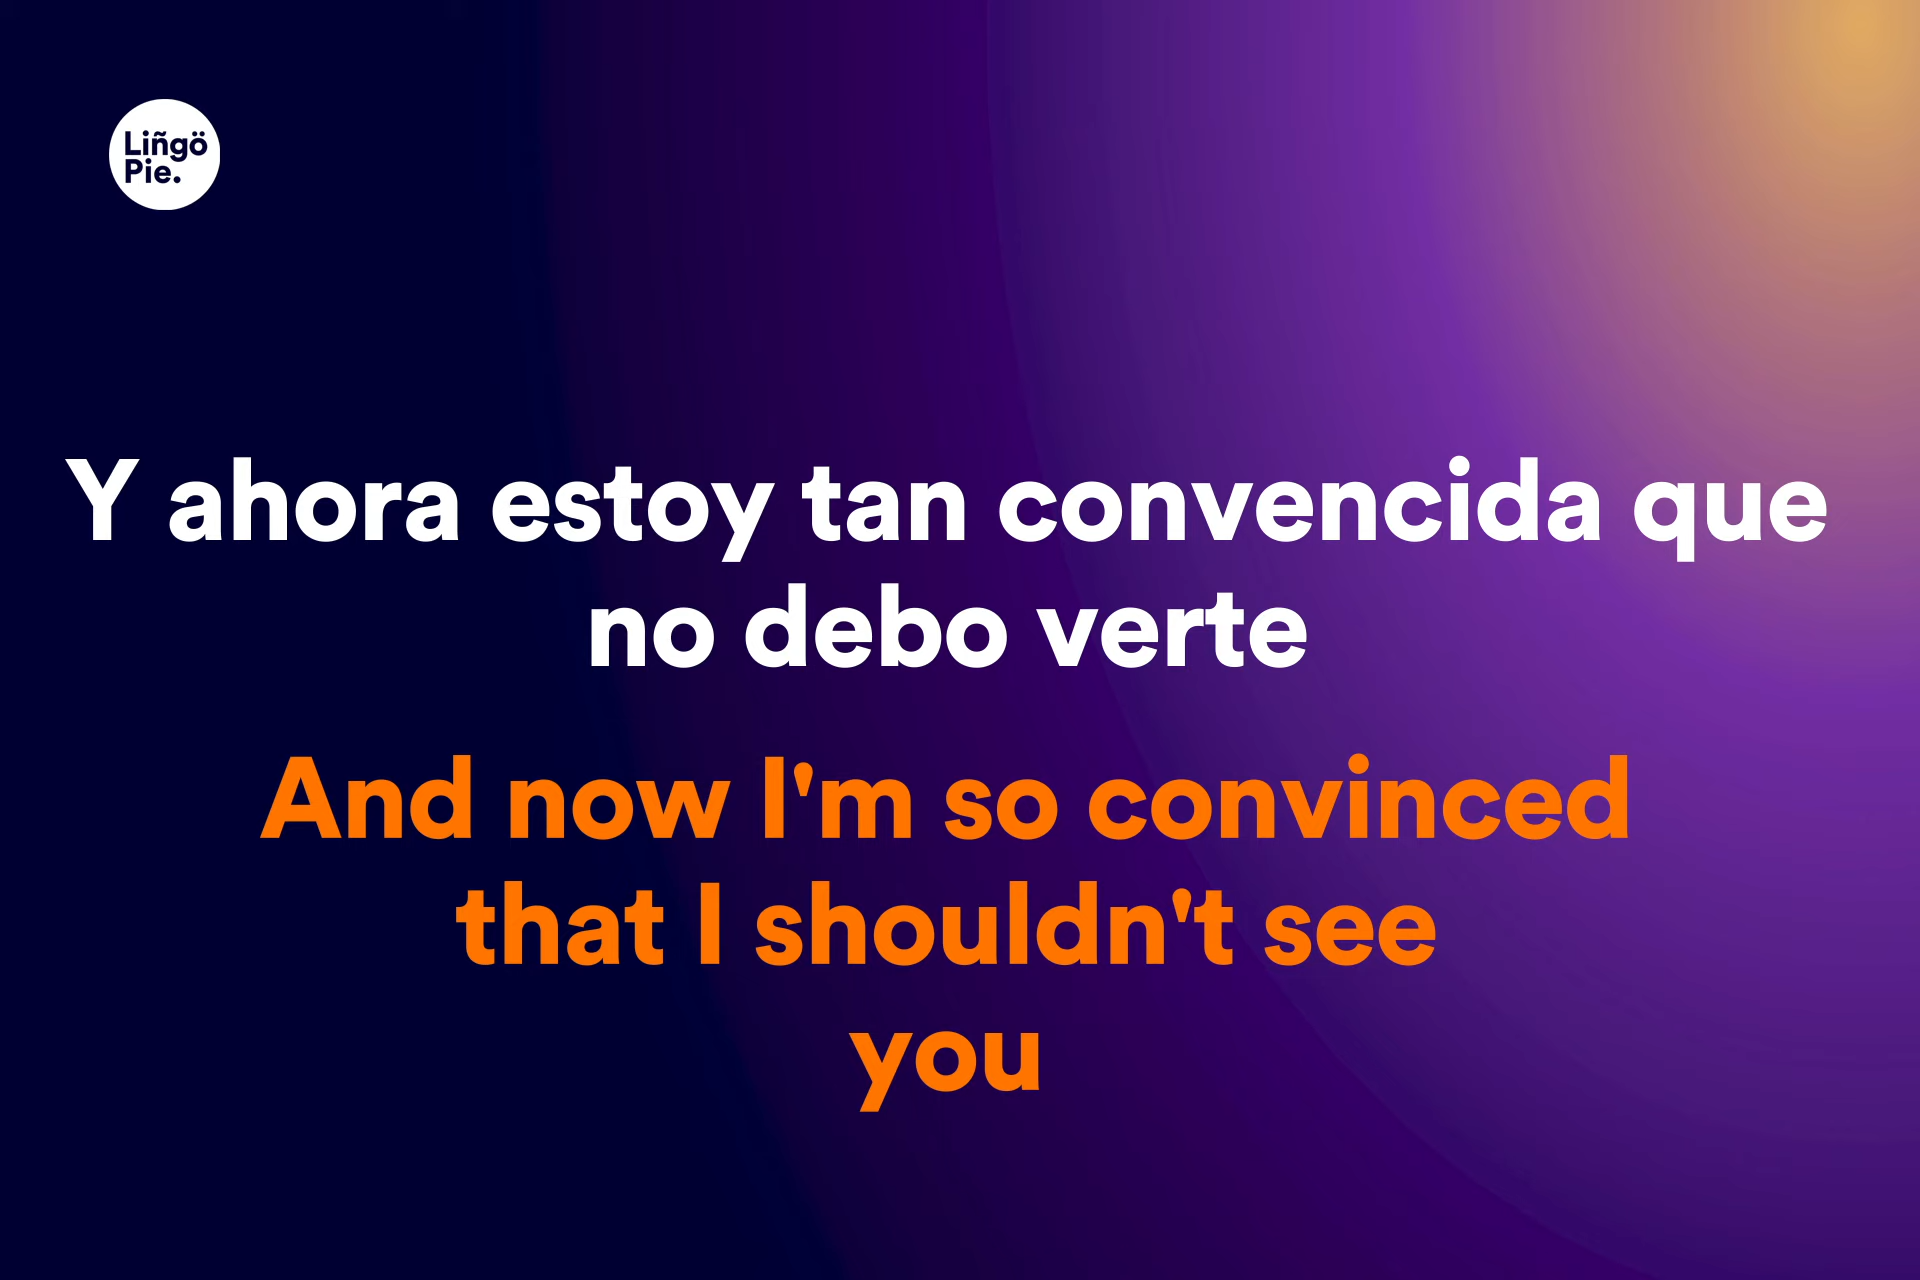 Liñgö
Pie.
Y ahora estoy tan convencida que
no debo verte
And now I'm so convinced
that I shouldn't see
you